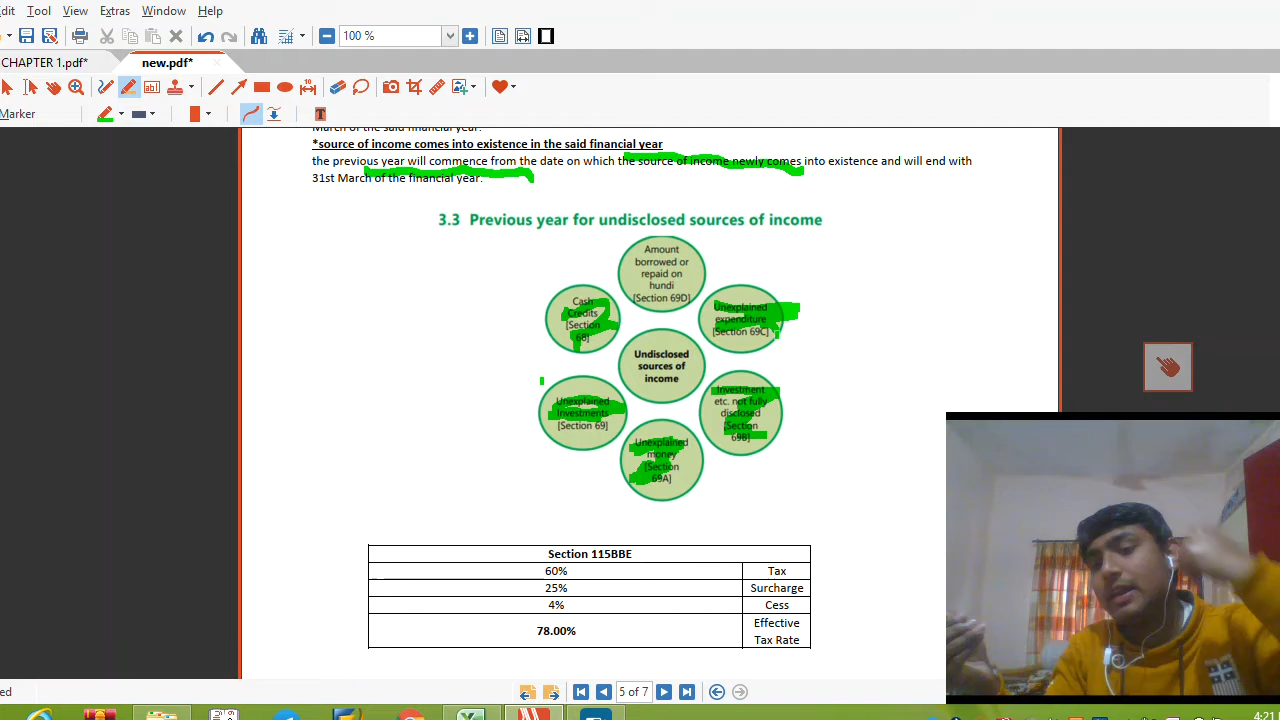 dit Tool View Extras Window Help
100 %
CHAPTER 1.pdf* new.pdf*
Marker
March of the said financial year.
*source of income comes into existence in the said financial year
the previous year will commence from the date on which the source of income newly comes into existence and will end with
31st March of the financial year.
3.3 Previous year for undisclosed sources of income
Amount
borrowed or
repaid on
hundi
[Section 69D]
Cash
Credits
[Section
68]
Unexplained
expenditure
[Section 69C]
Undisclosed
sources of
income
Unexplained
Investments
[Section 69]
Investment
etc. not fully
disclosed
[Section
69B]
Unexplained
money
[Section
69A]
Section 115BBE
60% Tax
25% Surcharge
4% Cess
78.00% Effective
Tax Rate
ed
5 of 7
4:21